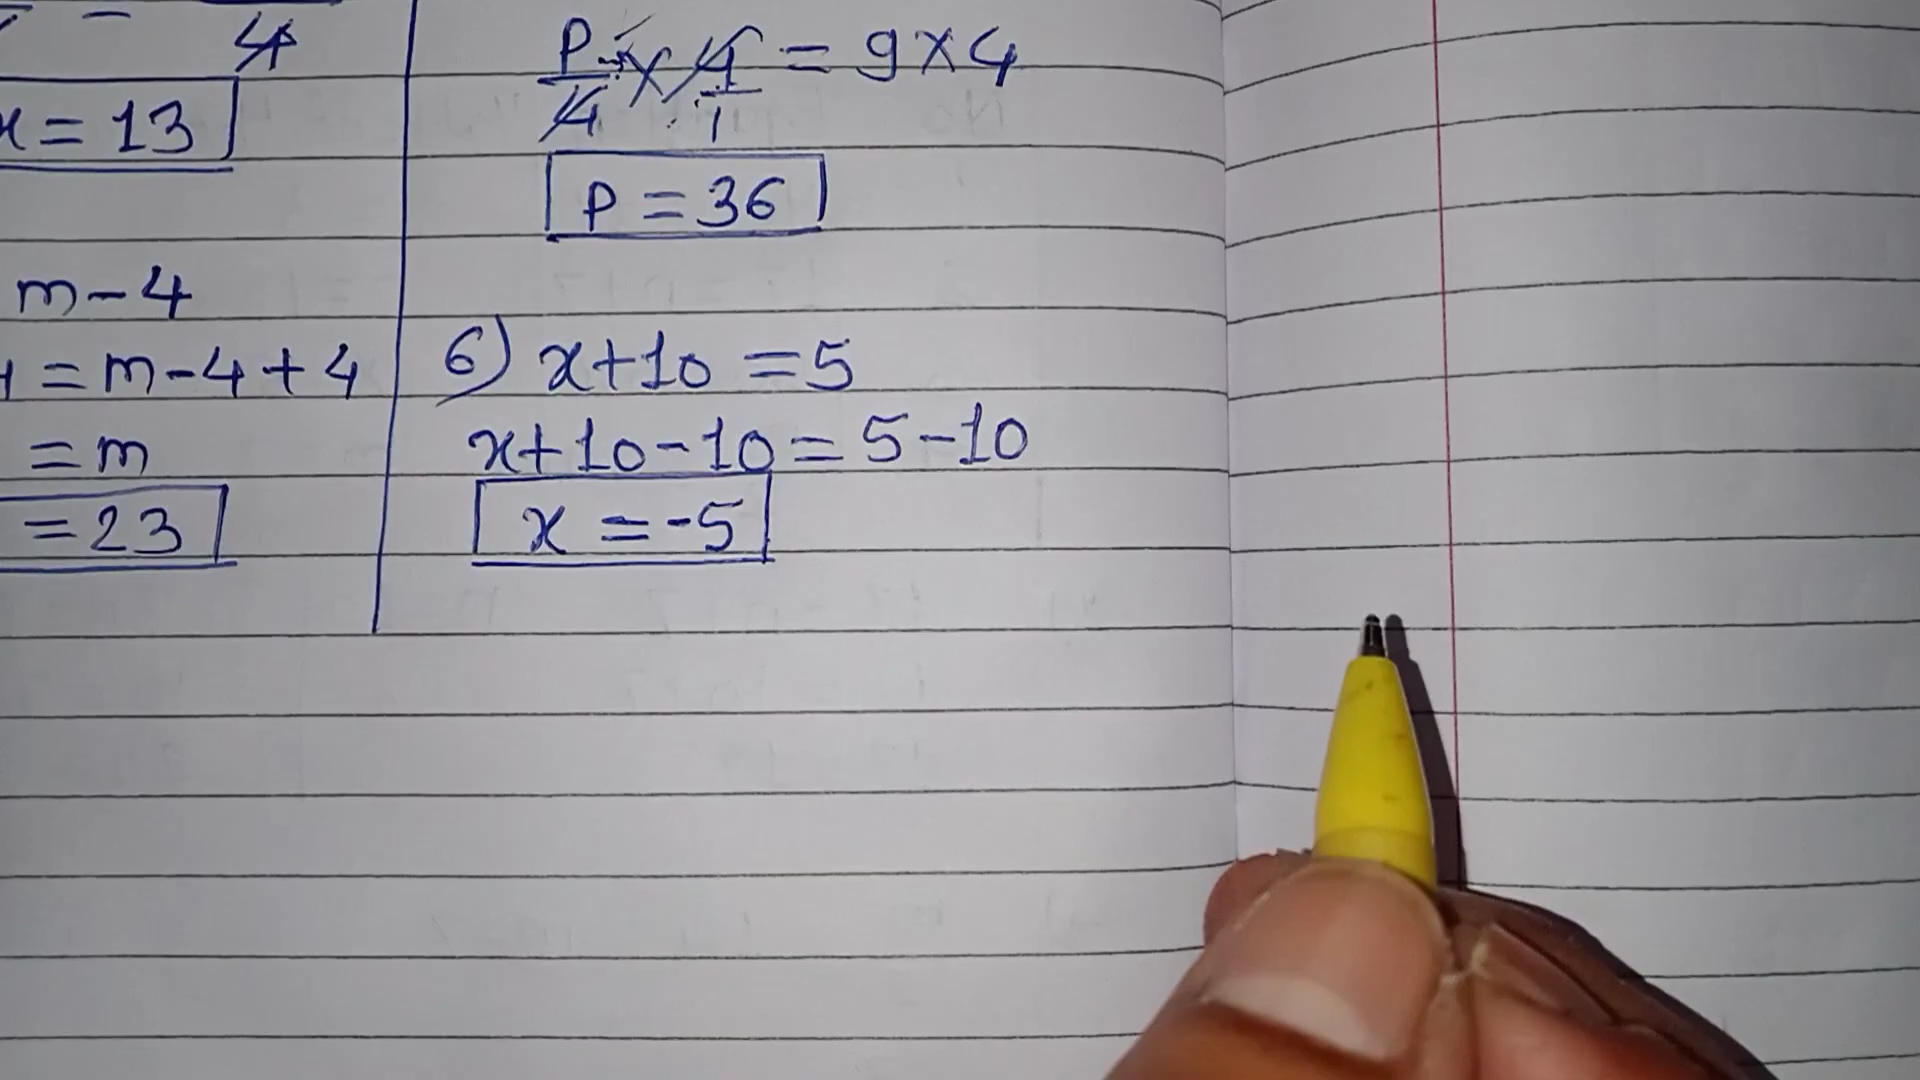 4
x = 13
m - 4
= m - 4 + 4
= m
= 23
P/4 × 4/1 = 9 × 4
P = 36
6) x + 10 = 5
x + 10 - 10 = 5 - 10
x = -5